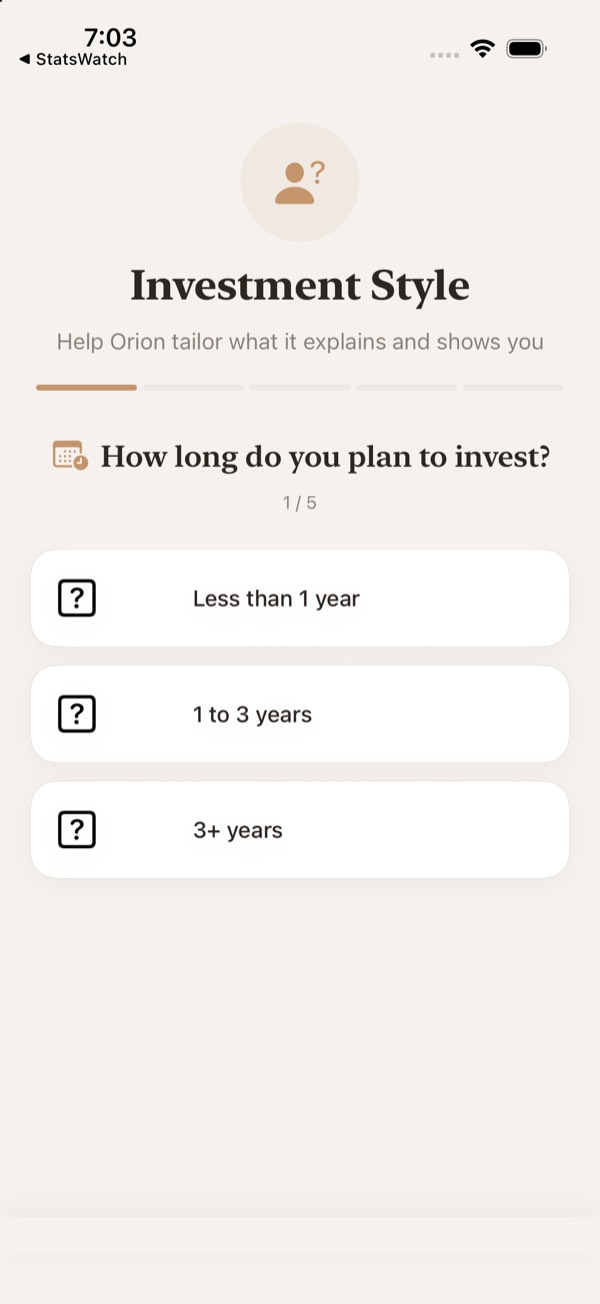 7:03
◀ StatsWatch
?
Investment Style
Help Orion tailor what it explains and shows you
How long do you plan to invest?
1 / 5
? Less than 1 year
? 1 to 3 years
? 3+ years